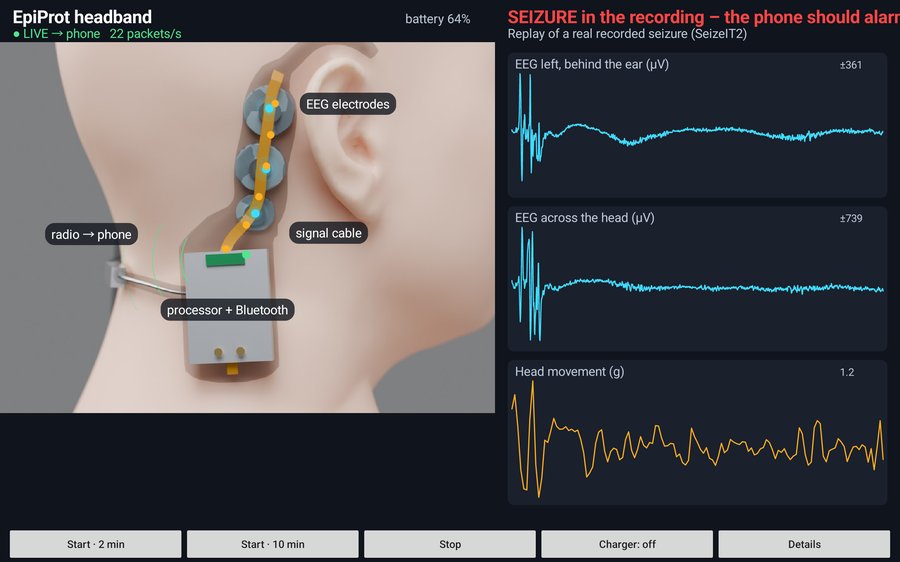 EpiProt headband
battery 64%
● LIVE → phone 22 packets/s
EEG electrodes
radio → phone
signal cable
processor + Bluetooth
SEIZURE in the recording – the phone should alarr
Replay of a real recorded seizure (SeizeIT2)
EEG left, behind the ear (µV)
±361
EEG across the head (µV)
±739
Head movement (g)
1.2
Start · 2 min
Start · 10 min
Stop
Charger: off
Details